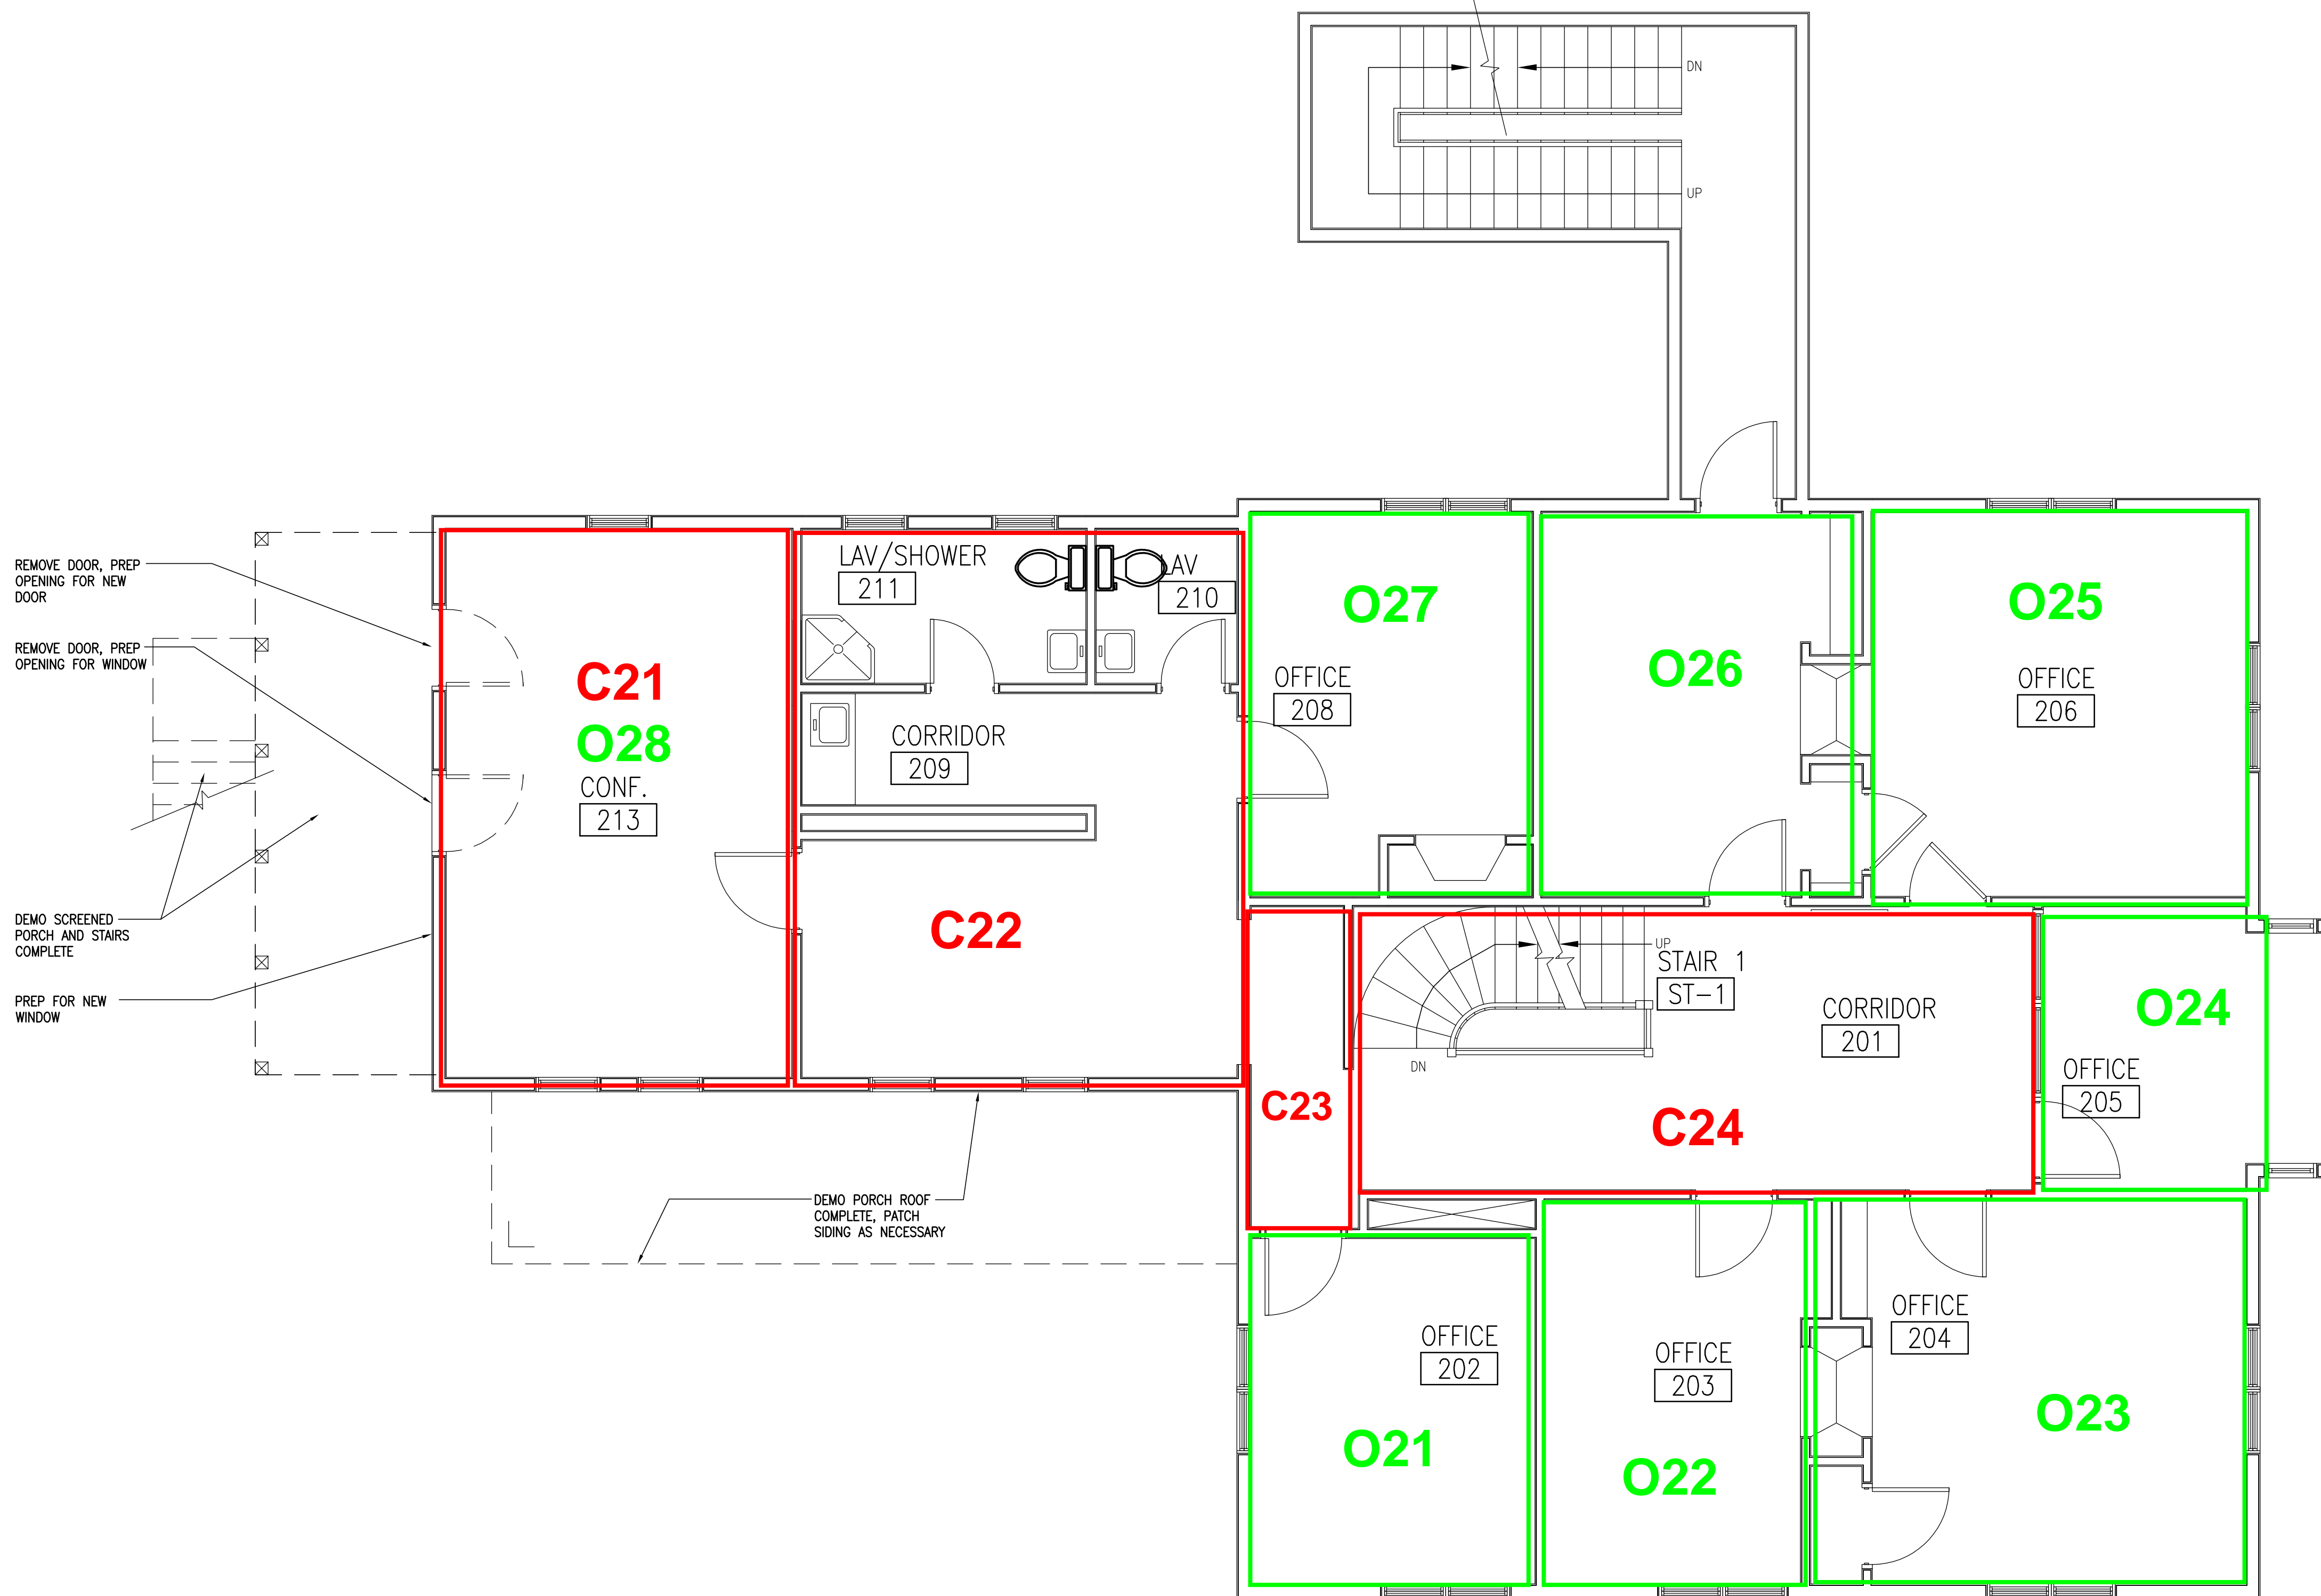 DN
UP
REMOVE DOOR, PREP
OPENING FOR NEW
DOOR
REMOVE DOOR, PREP
OPENING FOR WINDOW
DEMO SCREENED
PORCH AND STAIRS
COMPLETE
PREP FOR NEW
WINDOW
C21
O28
CONF.
213
LAV/SHOWER
211
LAV
210
CORRIDOR
209
C22
O27
OFFICE
208
O26
O25
OFFICE
206
C23
UP
STAIR 1
ST-1
DN
CORRIDOR
201
C24
O24
OFFICE
205
DEMO PORCH ROOF
COMPLETE, PATCH
SIDING AS NECESSARY
OFFICE
202
O21
OFFICE
203
O22
OFFICE
204
O23